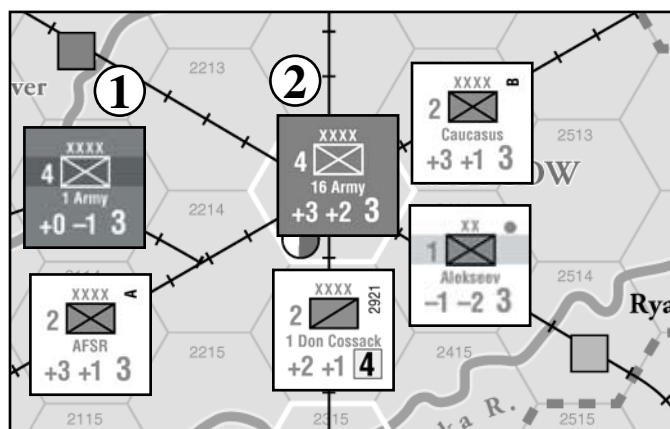 2213
ver
1
2
XXXX
4
1 Army
+0 –1 3
XXXX
4
16 Army
+3 +2 3
XXXX
B
2
Caucasus
+3 +1 3
2513
OW
2214
XX
1
Alekseev
–1 –2 3
2514
Rya
XXXX
A
2
AFSR
+3 +1 3
XXXX
2921
2
1 Don Cossack
+2 +1 4
2215
2415
2115
2315
ka R.
2515